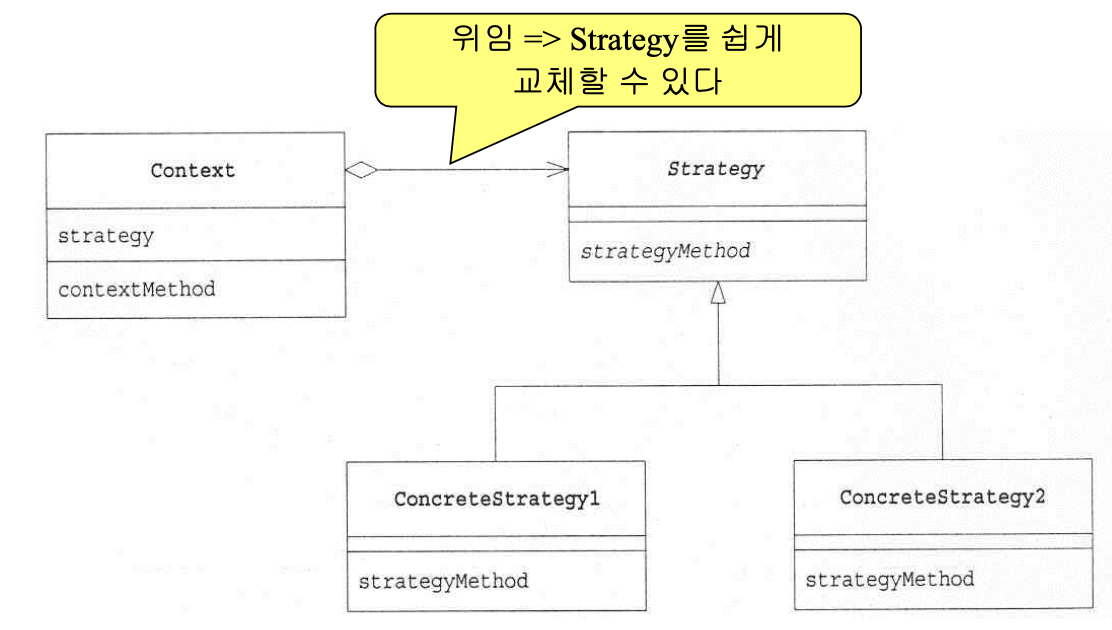 위임 => Strategy를 쉽게
교체할 수 있다
Context
strategy
contextMethod
Strategy
strategyMethod
ConcreteStrategy1
strategyMethod
ConcreteStrategy2
strategyMethod